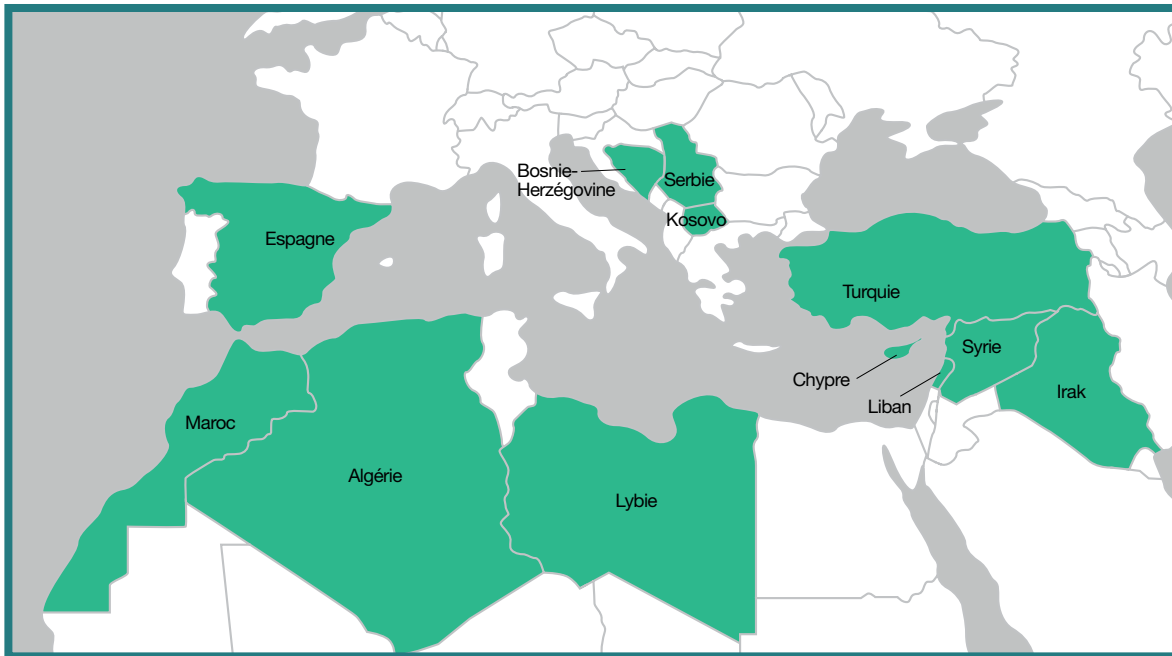 Bosnie-
Herzégovine
Serbie
Kosovo
Espagne
Turquie
Syrie
Chypre
Irak
Liban
Maroc
Algérie
Lybie